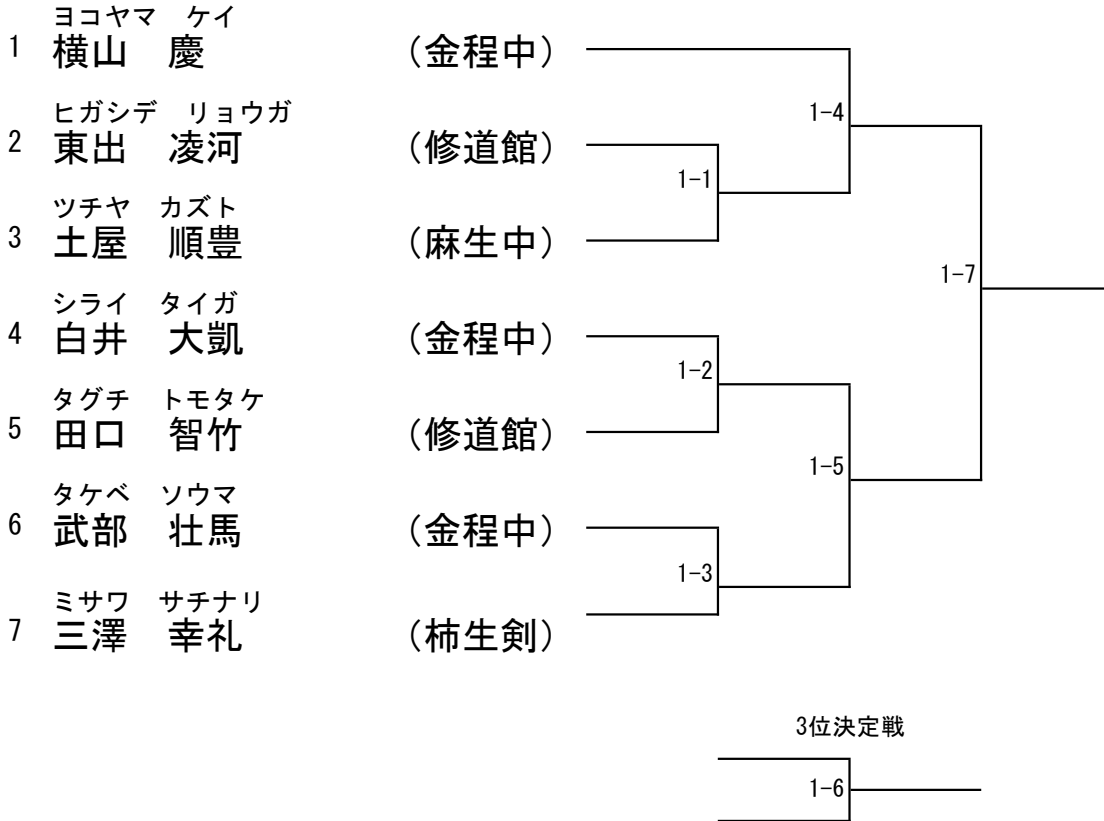 ヨコヤマ ケイ
1 横山 慶 （金程中）
1-4
ヒガシデ リョウガ
2 東出 凌河 （修道館）
1-1
ツチヤ カズト
3 土屋 順豊 （麻生中）
1-7
シライ タイガ
4 白井 大凱 （金程中）
1-2
タグチ トモタケ
5 田口 智竹 （修道館）
1-5
タケベ ソウマ
6 武部 壮馬 （金程中）
1-3
ミサワ サチナリ
7 三澤 幸礼 （柿生剣）
3位決定戦
1-6